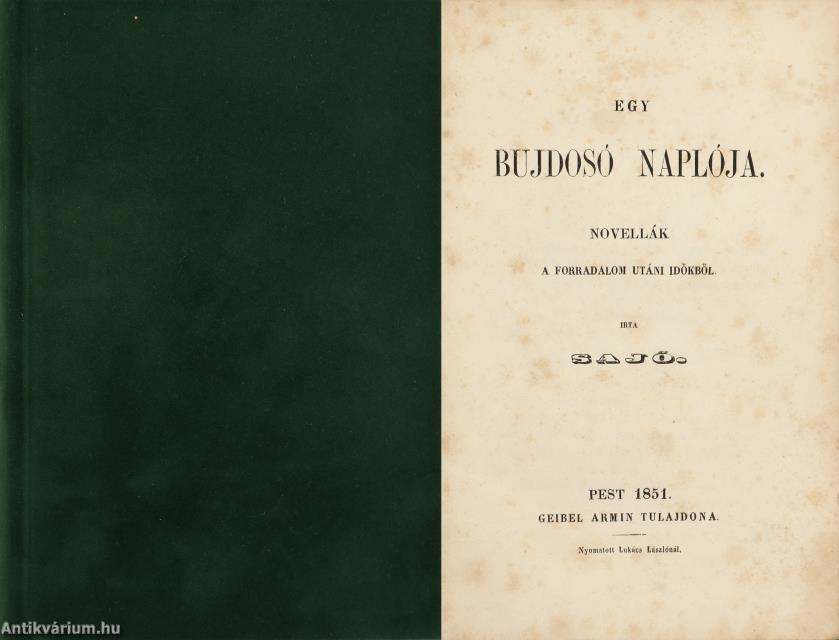 EGY
BUJDOSÓ NAPLÓJA.
NOVELLÁK
A FORRADALOM UTÁNI IDŐKBŐL.
IRTA
SAJÓ.
PEST 1851.
GEIBEL ARMIN TULAJDONA.
Nyomatott Lukács Lászlónál.
Antikvárium.hu